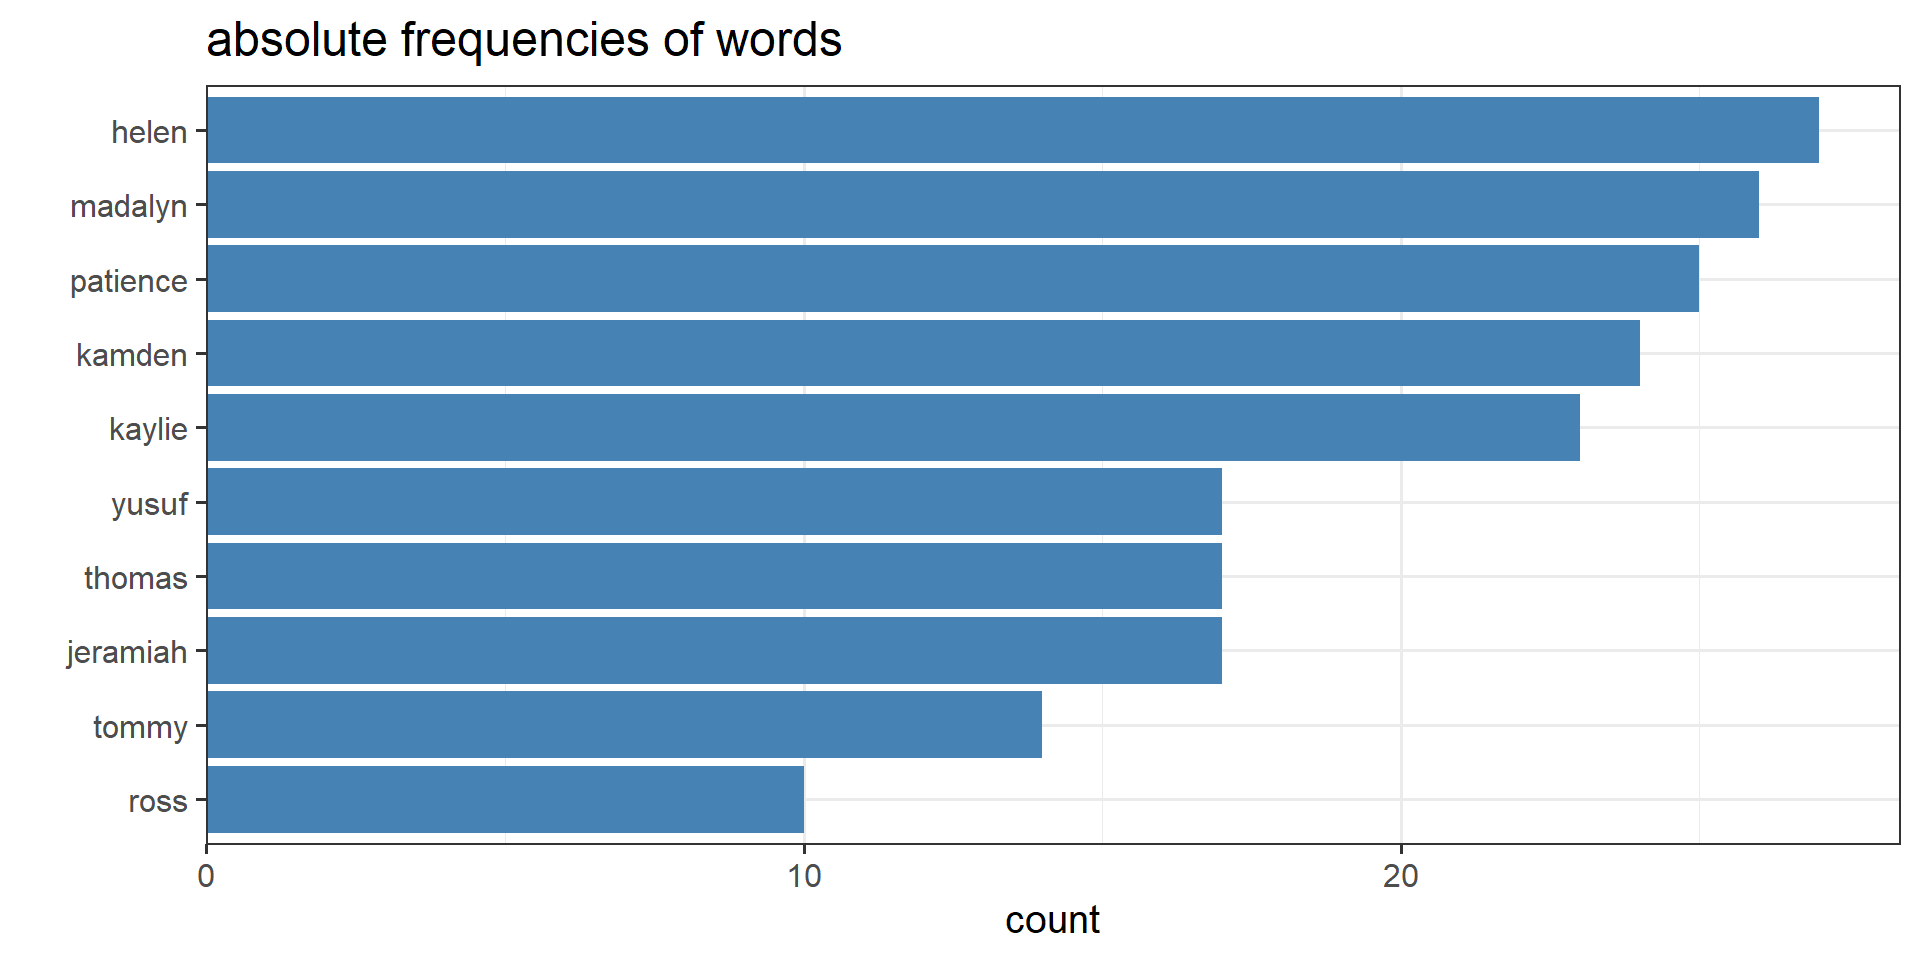 absolute frequencies of words
helen
madalyn
patience
kamden
kaylie
yusuf
thomas
jeramiah
tommy
ross
0 10 20
count